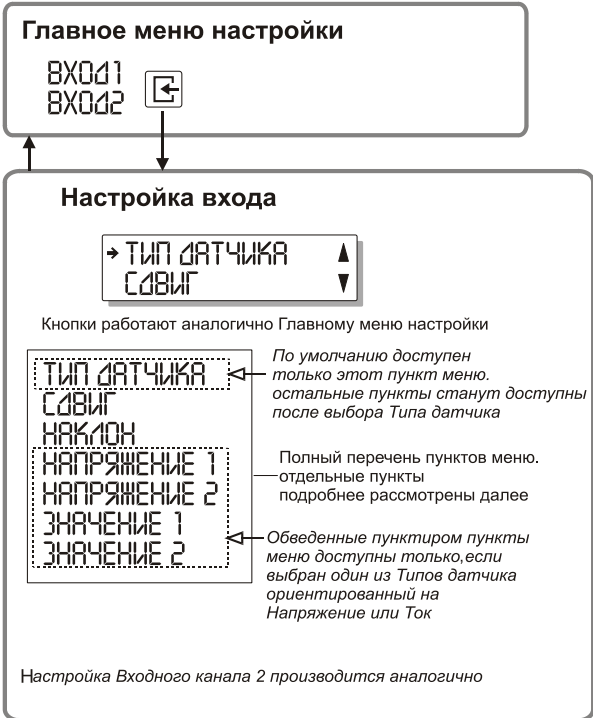 Главное меню настройки
ВХОД1
ВХОД2
Настройка входа
ТИП ДАТЧИКА
СДВИГ
Кнопки работают аналогично Главному меню настройки
ТИП ДАТЧИКА
СДВИГ
НАКЛОН
НАПРЯЖЕНИЕ 1
НАПРЯЖЕНИЕ 2
ЗНАЧЕНИЕ 1
ЗНАЧЕНИЕ 2
По умолчанию доступен
только этот пункт меню.
остальные пункты станут доступны
после выбора Типа датчика
Полный перечень пунктов меню.
отдельные пункты
подробнее рассмотрены далее
Обведенные пунктиром пункты
меню доступны только,если
выбран один из Типов датчика
ориентированный на
Напряжение или Ток
Настройка Входного канала 2 производится аналогично